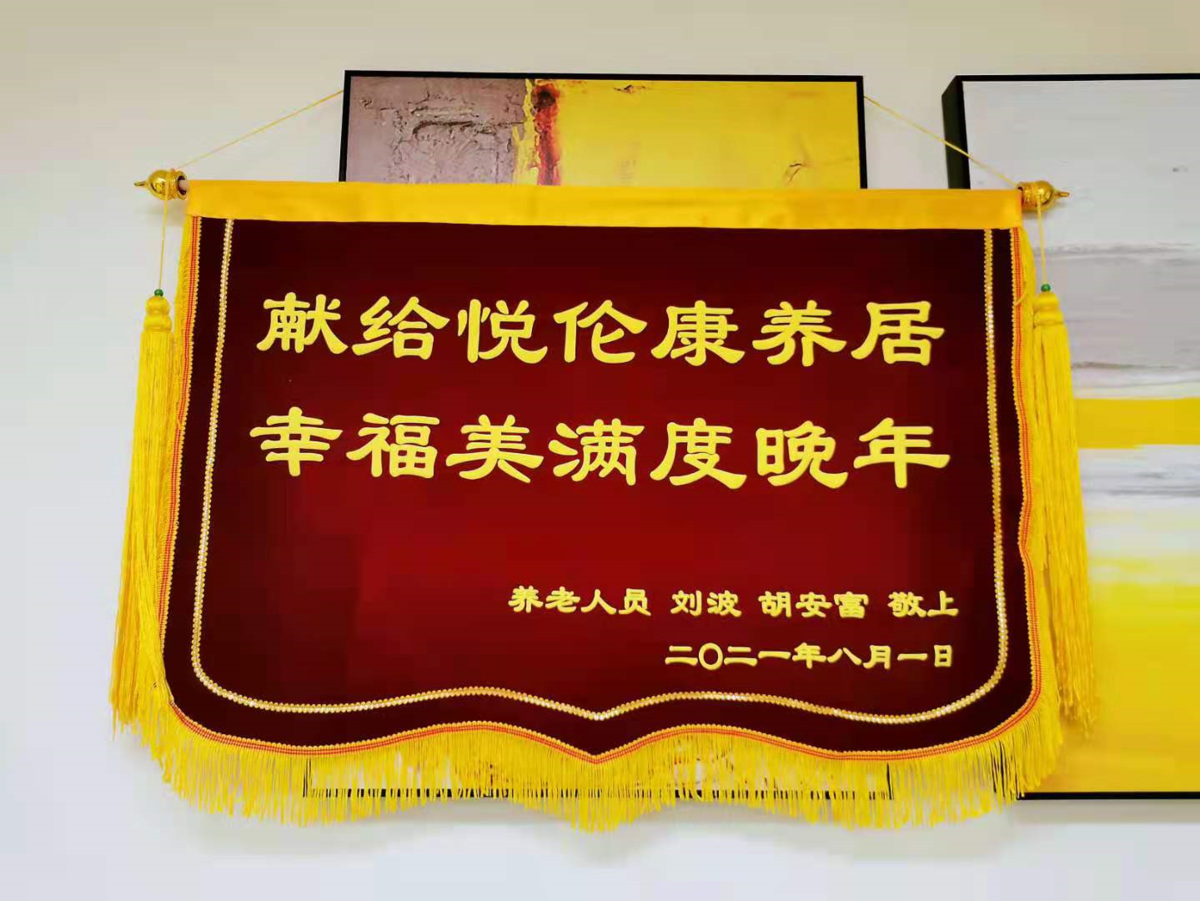 献给悦伦康养居
幸福美满度晚年
养老人员 刘波 胡安富 敬上
二〇二一年八月一日